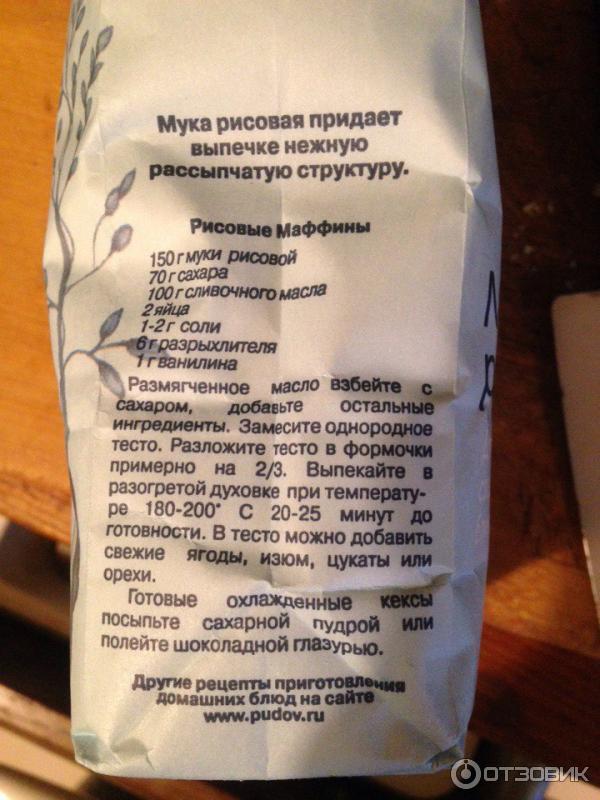 Мука рисовая придает
выпечке нежную
рассыпчатую структуру.
Рисовые Маффины
150 г муки рисовой
70 г сахара
100 г сливочного масла
2 яйца
1-2 г соли
6 г разрыхлителя
1 г ванилина
Размягченное масло взбейте с
сахаром, добавьте остальные
ингредиенты. Замесите однородное
тесто. Разложите тесто в формочки
примерно на 2/3. Выпекайте в
разогретой духовке при температу-
ре 180-200° С 20-25 минут до
готовности. В тесто можно добавить
свежие ягоды, изюм, цукаты или
орехи.
Готовые охлажденные кексы
посыпьте сахарной пудрой или
полейте шоколадной глазурью.
Другие рецепты приготовления
домашних блюд на сайте
www.pudov.ru
ОТЗОВИК